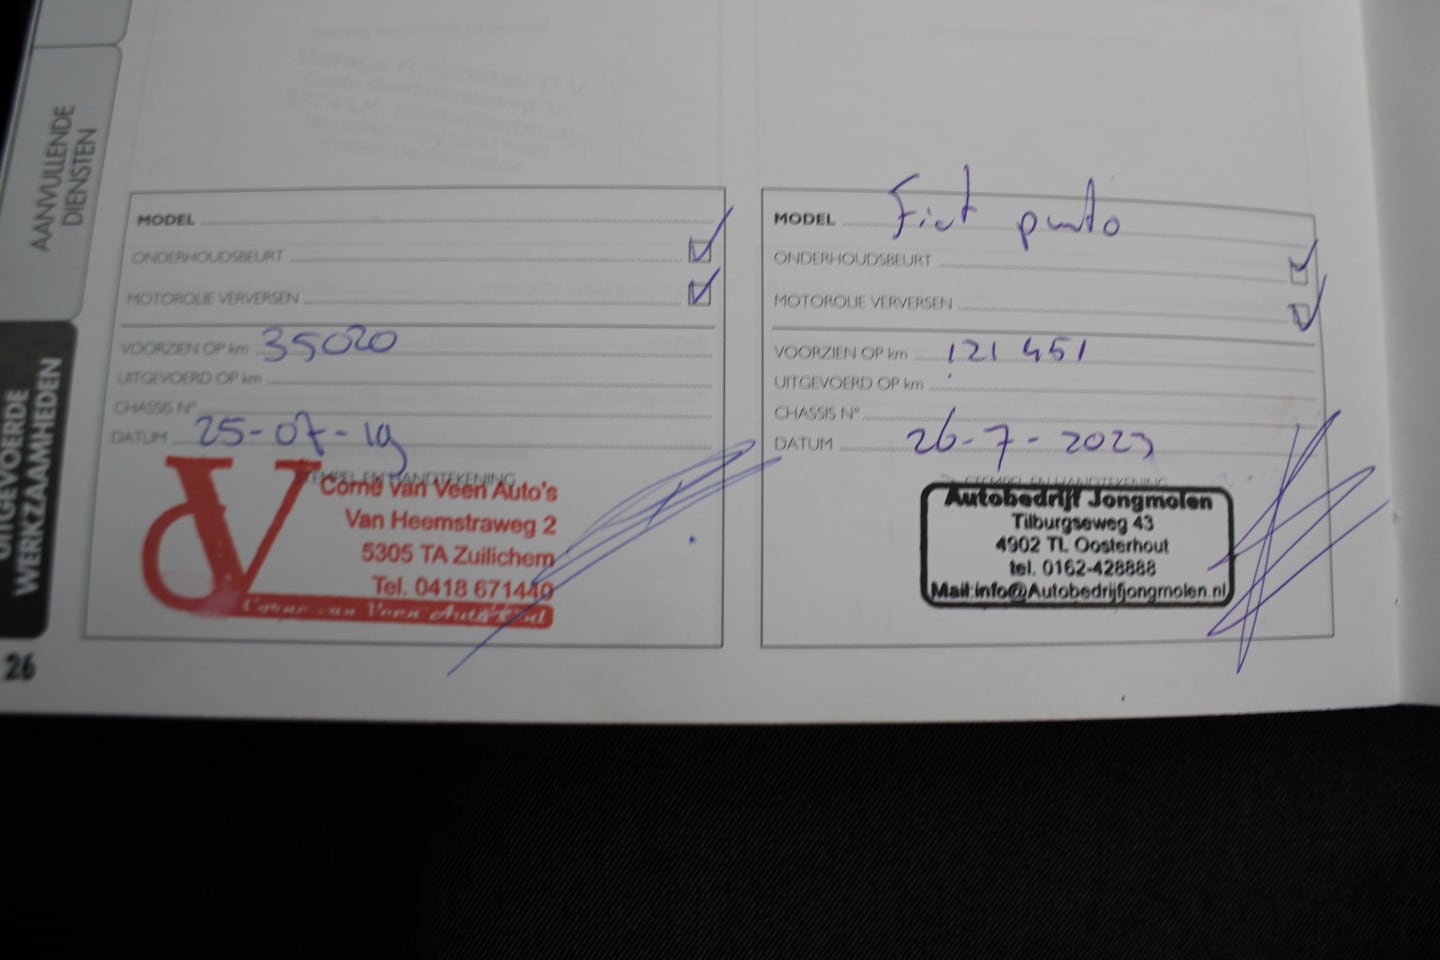 AANVULLENDE
DIENSTEN
UITGEVOERDE
WERKZAAMHEDEN
26
MODEL
ONDERHOUDSBEURT
MOTOROLIE VERVERSEN
VOORZIEN OP km 35020
UITGEVOERD OP km
CHASSIS N°
DATUM 25-07-19
STEMPEL EN HANDTEKENING
Corné van Veen Auto's
Van Heemstraweg 2
5305 TA Zuilichem
Tel. 0418 671440
MODEL Fiat punto
ONDERHOUDSBEURT
MOTOROLIE VERVERSEN
VOORZIEN OP km 121 451
UITGEVOERD OP km
CHASSIS N°
DATUM 26-7-2023
STEMPEL EN HANDTEKENING
Autobedrijf Jongmolen
Tilburgseweg 43
4902 TL Oosterhout
tel. 0162-428888
Mail:info@Autobedrijfjongmolen.nl